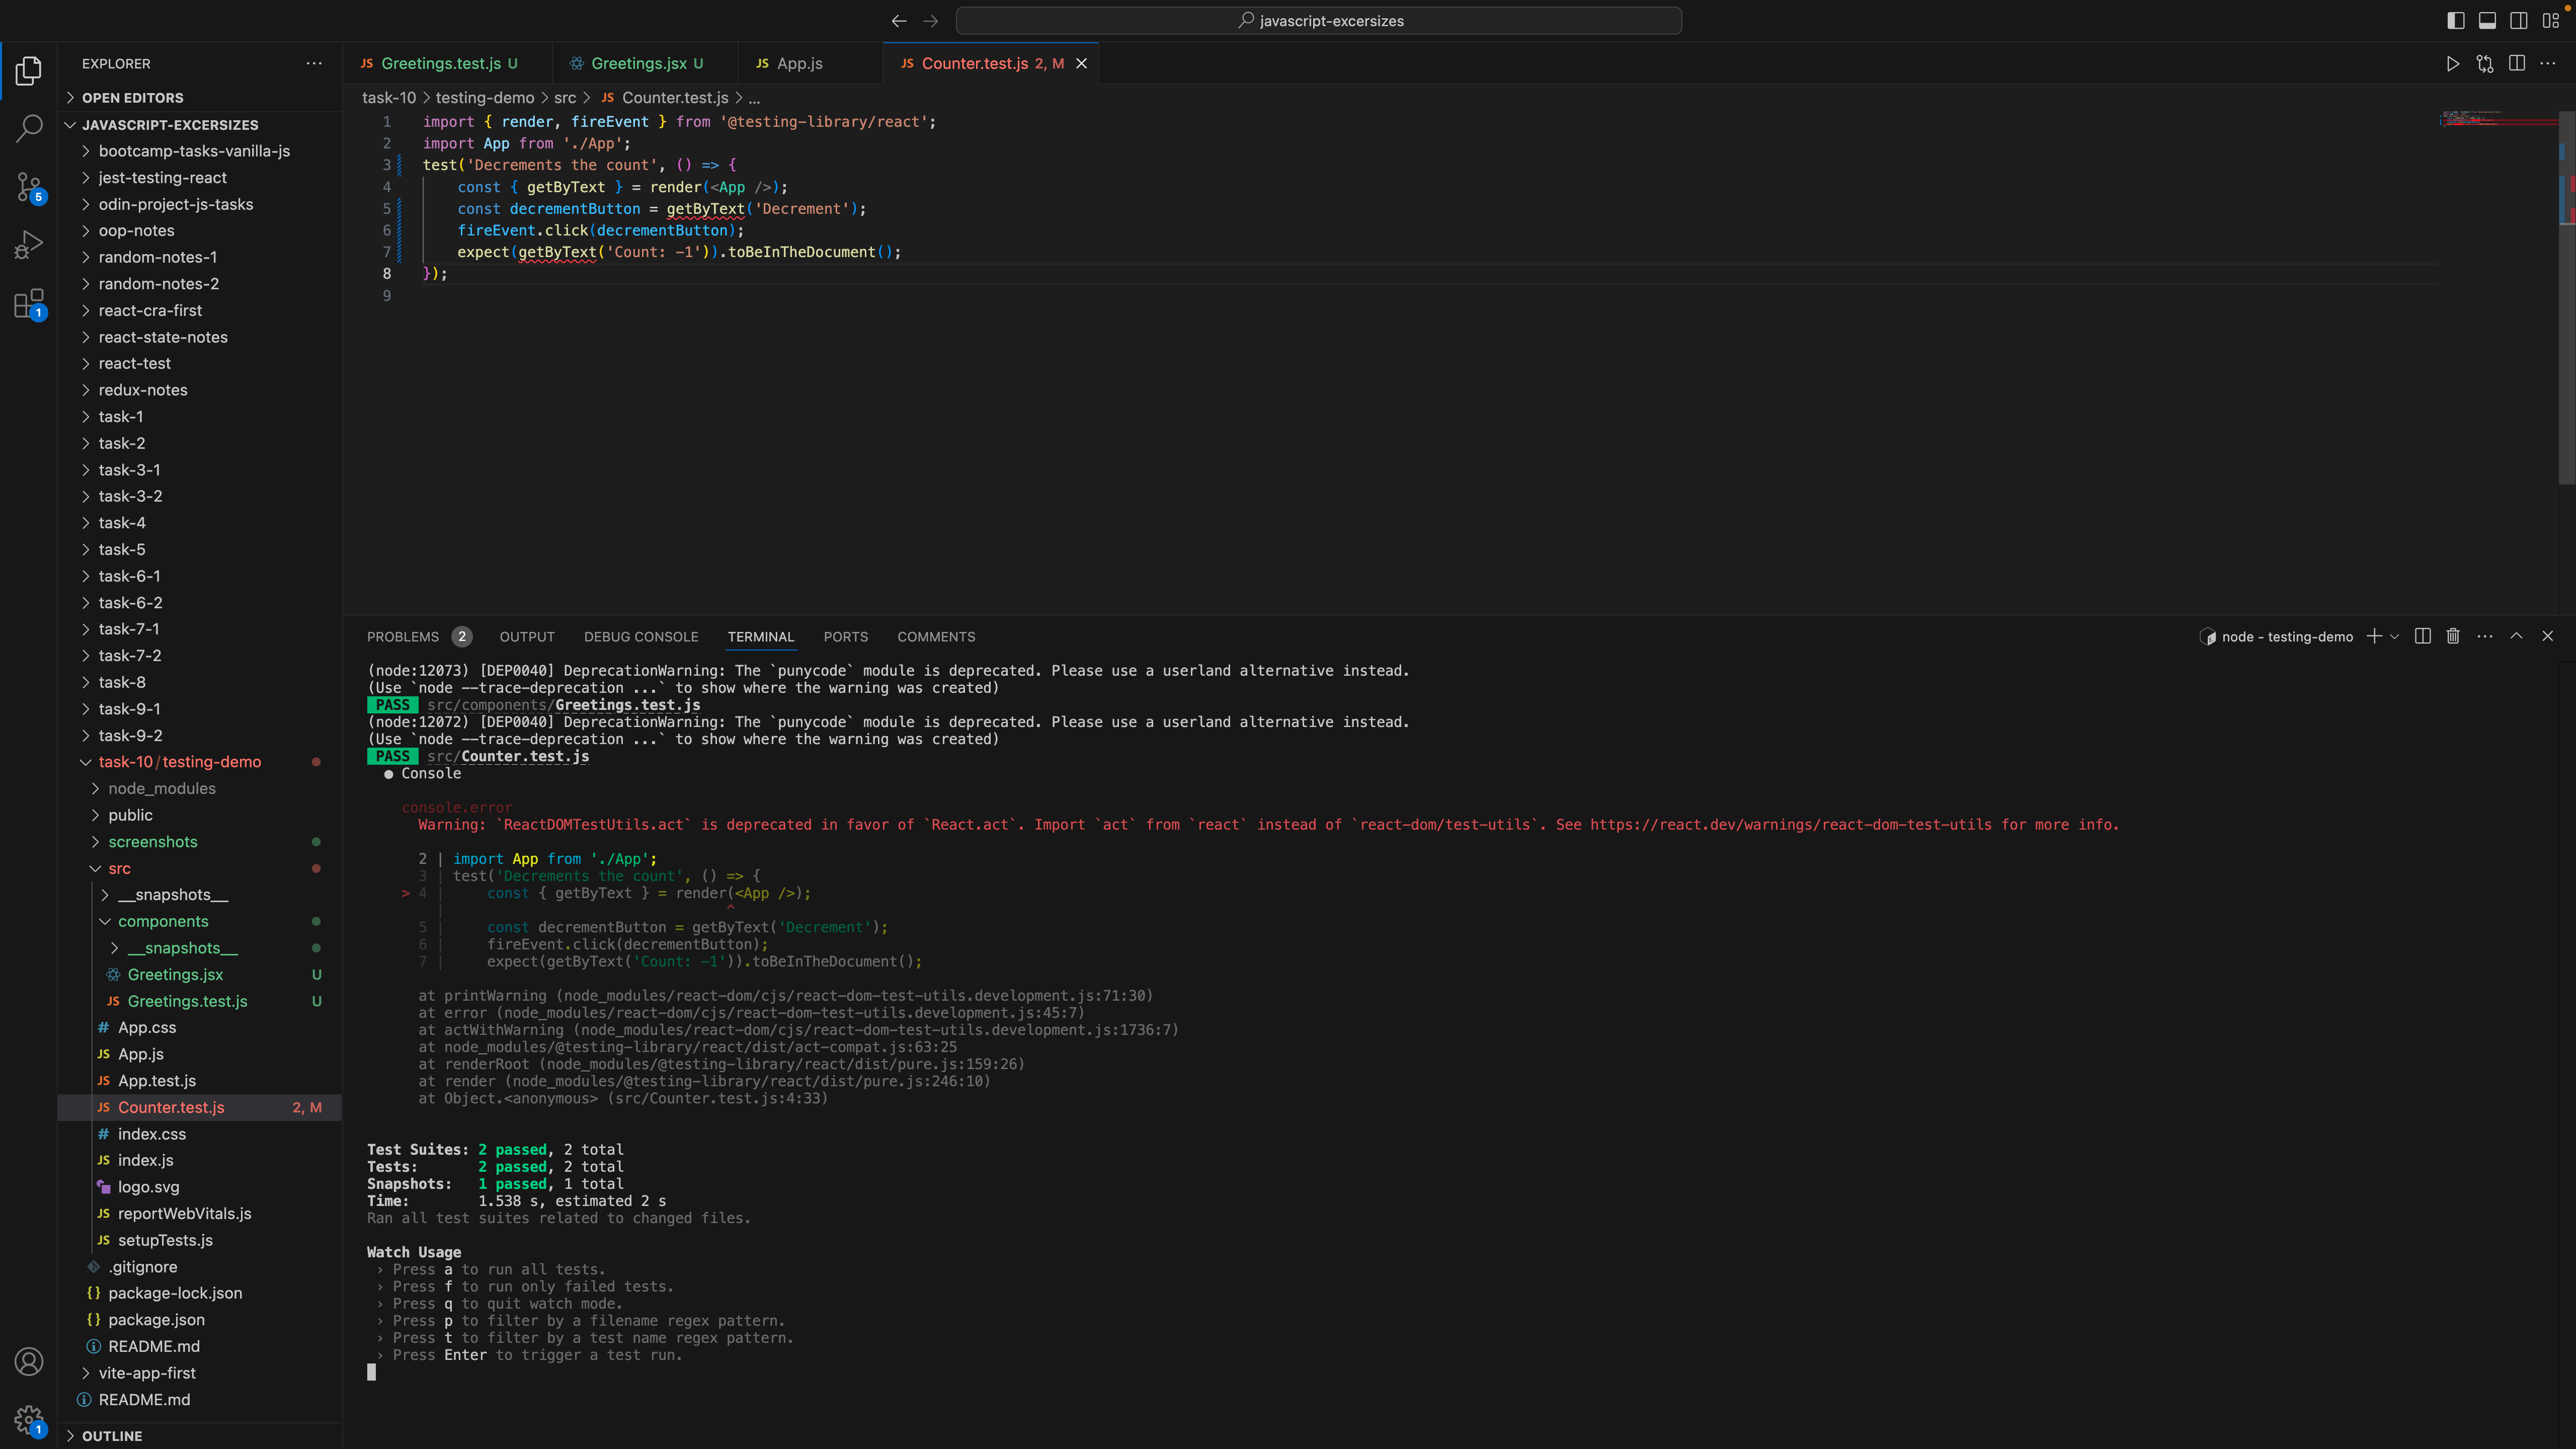 javascript-excersizes
EXPLORER
OPEN EDITORS
JAVASCRIPT-EXCERSIZES
bootcamp-tasks-vanilla-js
jest-testing-react
odin-project-js-tasks
oop-notes
random-notes-1
random-notes-2
react-cra-first
react-state-notes
react-test
redux-notes
task-1
task-2
task-3-1
task-3-2
task-4
task-5
task-6-1
task-6-2
task-7-1
task-7-2
task-8
task-9-1
task-9-2
task-10/testing-demo
node_modules
public
screenshots
src
__snapshots__
components
__snapshots__
Greetings.jsx U
JS Greetings.test.js U
# App.css
JS App.js
JS App.test.js
JS Counter.test.js 2, M
# index.css
JS index.js
logo.svg
JS reportWebVitals.js
JS setupTests.js
.gitignore
{} package-lock.json
{} package.json
README.md
vite-app-first
README.md
OUTLINE
5
1
1
JS Greetings.test.js U
Greetings.jsx U
JS App.js
JS Counter.test.js 2, M
task-10 > testing-demo > src > JS Counter.test.js > ...
1 import { render, fireEvent } from '@testing-library/react';
2 import App from './App';
3 test('Decrements the count', () => {
4 const { getByText } = render(<App />);
5 const decrementButton = getByText('Decrement');
6 fireEvent.click(decrementButton);
7 expect(getByText('Count: -1')).toBeInTheDocument();
8 });
9
PROBLEMS 2 OUTPUT DEBUG CONSOLE TERMINAL PORTS COMMENTS
node - testing-demo
(node:12073) [DEP0040] DeprecationWarning: The `punycode` module is deprecated. Please use a userland alternative instead.
(Use `node --trace-deprecation ...` to show where the warning was created)
PASS src/components/Greetings.test.js
(node:12072) [DEP0040] DeprecationWarning: The `punycode` module is deprecated. Please use a userland alternative instead.
(Use `node --trace-deprecation ...` to show where the warning was created)
PASS src/Counter.test.js
● Console
console.error
Warning: `ReactDOMTestUtils.act` is deprecated in favor of `React.act`. Import `act` from `react` instead of `react-dom/test-utils`. See https://react.dev/warnings/react-dom-test-utils for more info.
2 | import App from './App';
3 | test('Decrements the count', () => {
> 4 | const { getByText } = render(<App />);
| ^
5 | const decrementButton = getByText('Decrement');
6 | fireEvent.click(decrementButton);
7 | expect(getByText('Count: -1')).toBeInTheDocument();
at printWarning (node_modules/react-dom/cjs/react-dom-test-utils.development.js:71:30)
at error (node_modules/react-dom/cjs/react-dom-test-utils.development.js:45:7)
at actWithWarning (node_modules/react-dom/cjs/react-dom-test-utils.development.js:1736:7)
at node_modules/@testing-library/react/dist/act-compat.js:63:25
at renderRoot (node_modules/@testing-library/react/dist/pure.js:159:26)
at render (node_modules/@testing-library/react/dist/pure.js:246:10)
at Object.<anonymous> (src/Counter.test.js:4:33)
Test Suites: 2 passed, 2 total
Tests: 2 passed, 2 total
Snapshots: 1 passed, 1 total
Time: 1.538 s, estimated 2 s
Ran all test suites related to changed files.
Watch Usage
› Press a to run all tests.
› Press f to run only failed tests.
› Press q to quit watch mode.
› Press p to filter by a filename regex pattern.
› Press t to filter by a test name regex pattern.
› Press Enter to trigger a test run.